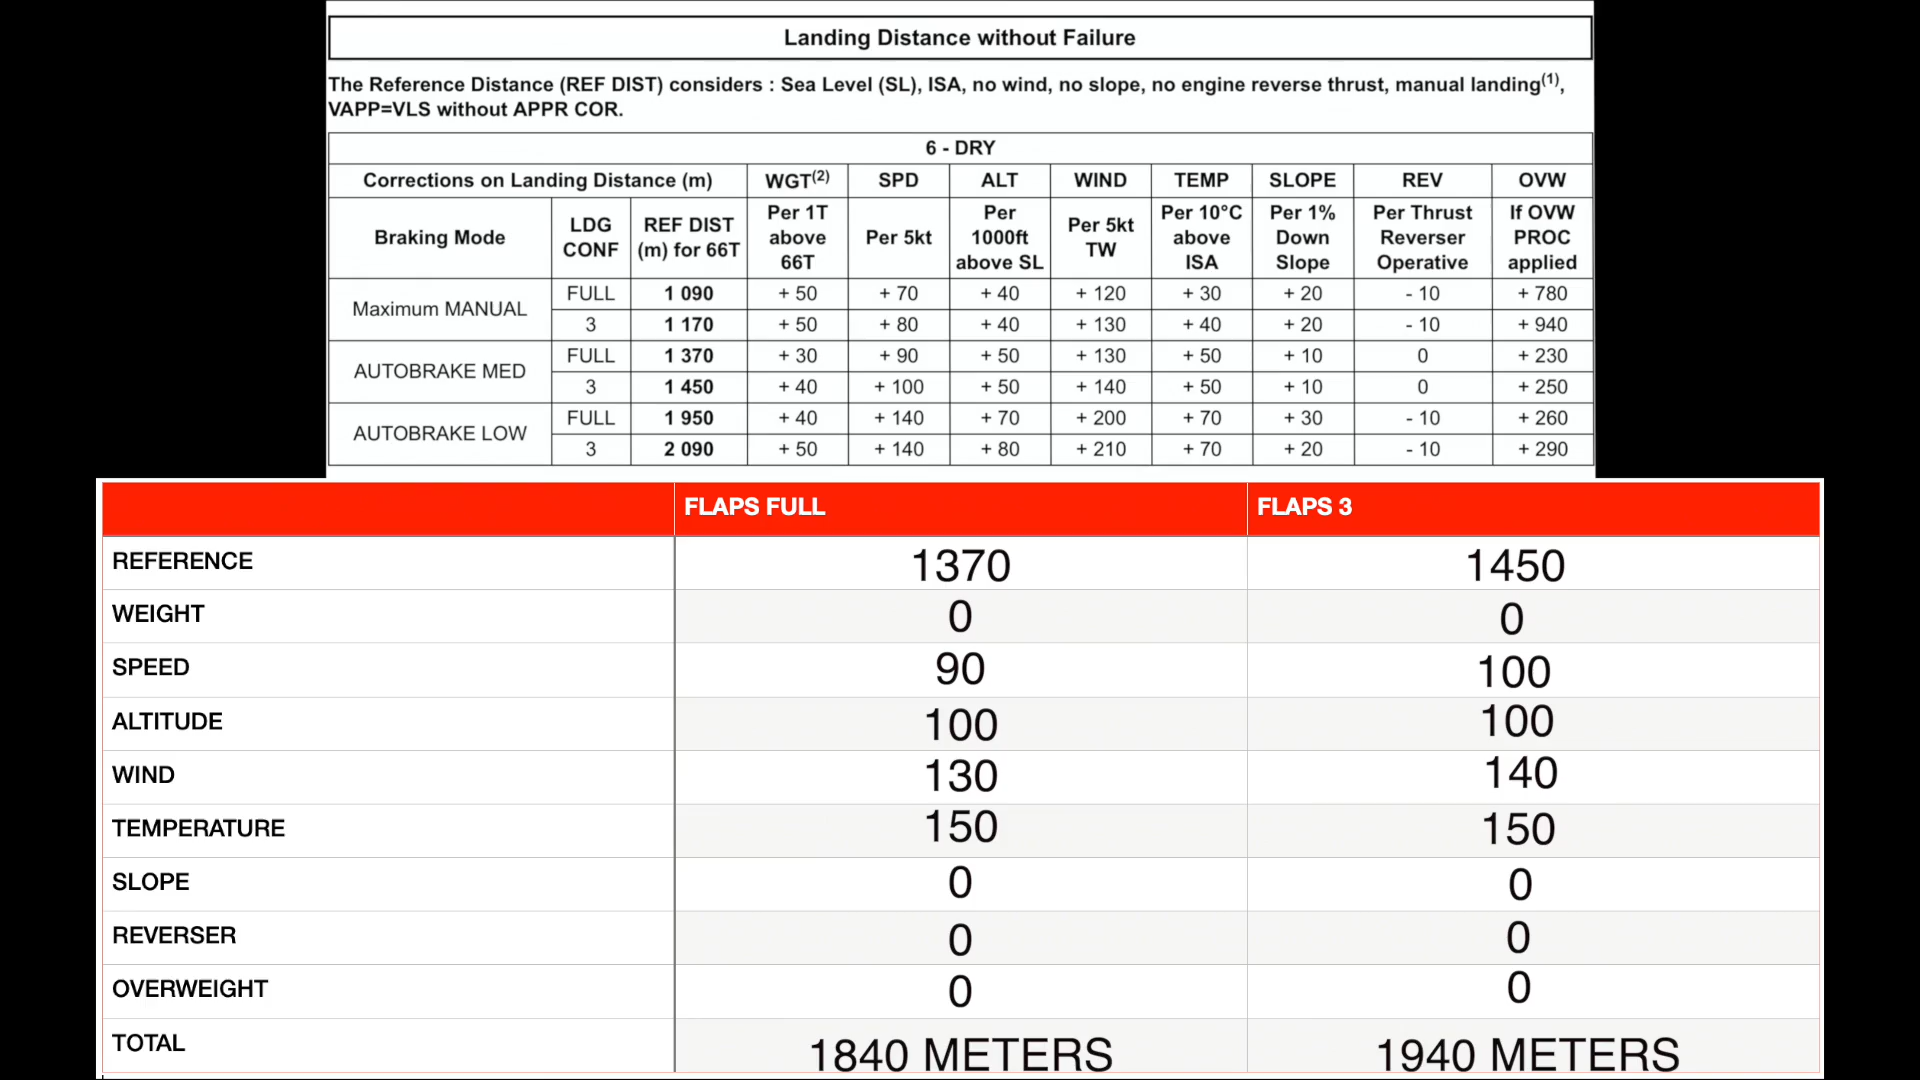 Landing Distance without Failure
The Reference Distance (REF DIST) considers : Sea Level (SL), ISA, no wind, no slope, no engine reverse thrust, manual landing(1),
VAPP=VLS without APPR COR.
6 - DRY
Corrections on Landing Distance (m) WGT(2) SPD ALT WIND TEMP SLOPE REV OVW
Braking Mode LDG CONF REF DIST (m) for 66T Per 1T above 66T Per 5kt Per 1000ft above SL Per 5kt TW Per 10°C above ISA Per 1% Down Slope Per Thrust Reverser Operative If OVW PROC applied
Maximum MANUAL FULL 1 090 + 50 + 70 + 40 + 120 + 30 + 20 - 10 + 780
3 1 170 + 50 + 80 + 40 + 130 + 40 + 20 - 10 + 940
AUTOBRAKE MED FULL 1 370 + 30 + 90 + 50 + 130 + 50 + 10 0 + 230
3 1 450 + 40 + 100 + 50 + 140 + 50 + 10 0 + 250
AUTOBRAKE LOW FULL 1 950 + 40 + 140 + 70 + 200 + 70 + 30 - 10 + 260
3 2 090 + 50 + 140 + 80 + 210 + 70 + 20 - 10 + 290
FLAPS FULL FLAPS 3
REFERENCE 1370 1450
WEIGHT 0 0
SPEED 90 100
ALTITUDE 100 100
WIND 130 140
TEMPERATURE 150 150
SLOPE 0 0
REVERSER 0 0
OVERWEIGHT 0 0
TOTAL 1840 METERS 1940 METERS